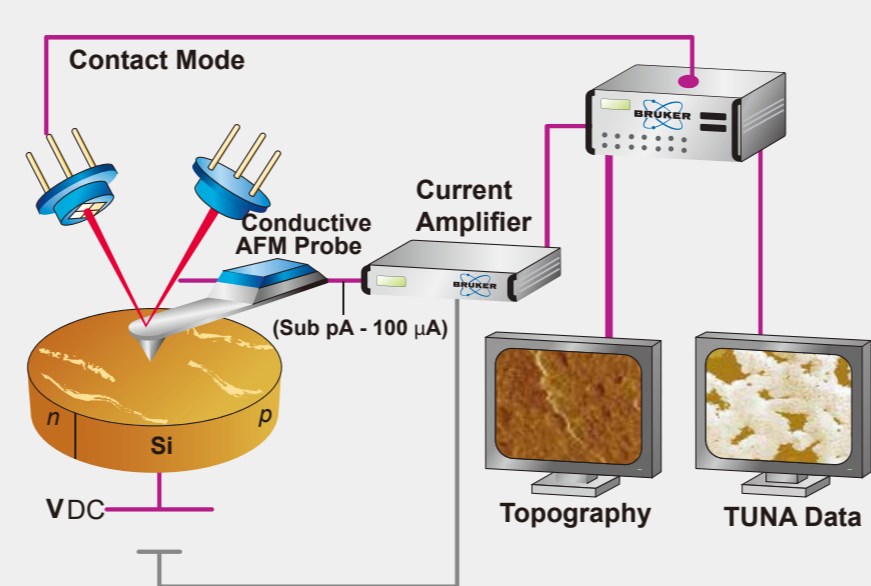 Contact Mode
BRUKER
Current
Amplifier
Conductive
AFM Probe
BRUKER
(Sub pA - 100 µA)
n
p
Si
VDC
Topography
TUNA Data